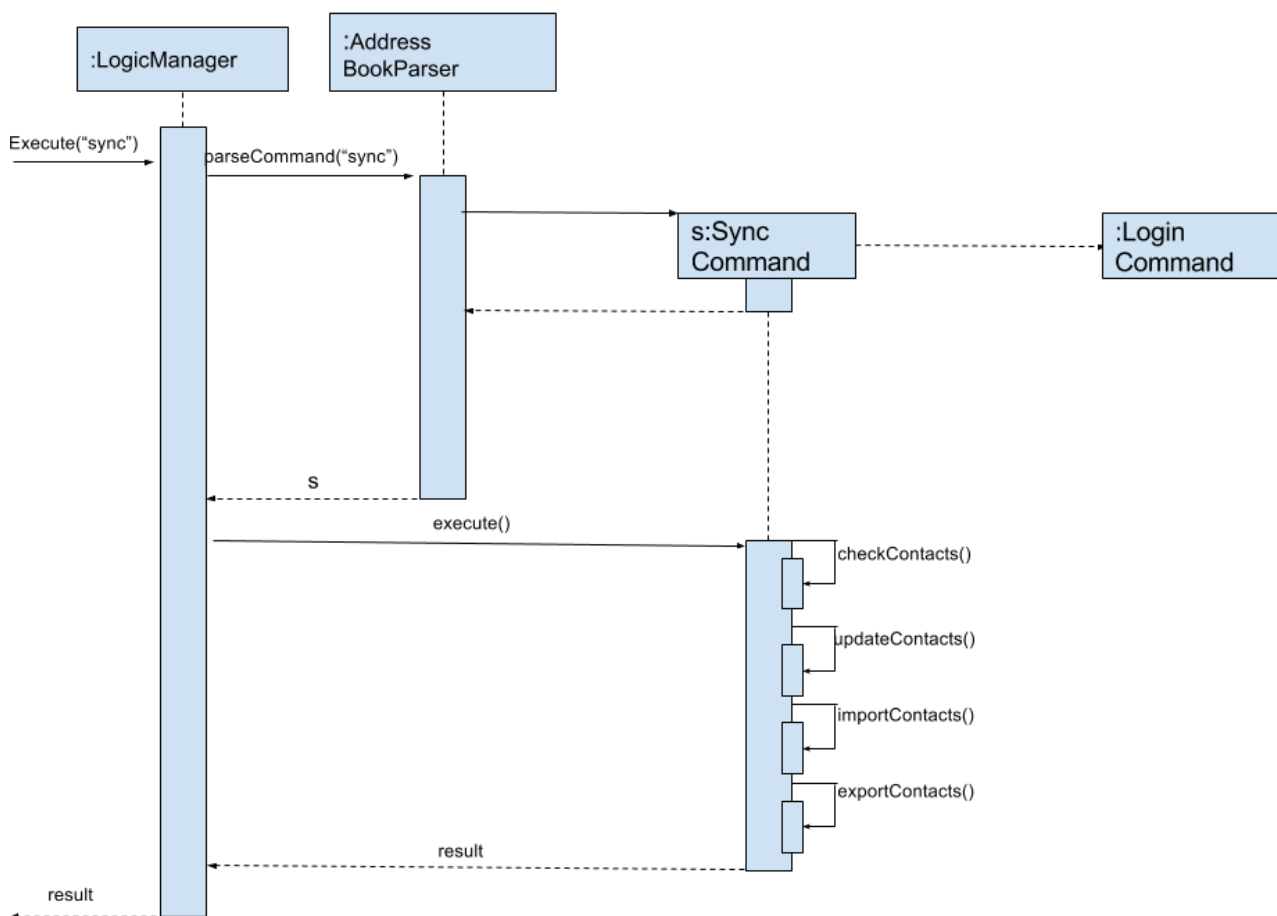 :LogicManager
:Address
BookParser
Execute(“sync”)
parseCommand(“sync”)
s:Sync
Command
:Login
Command
s
execute()
checkContacts()
updateContacts()
importContacts()
exportContacts()
result
result